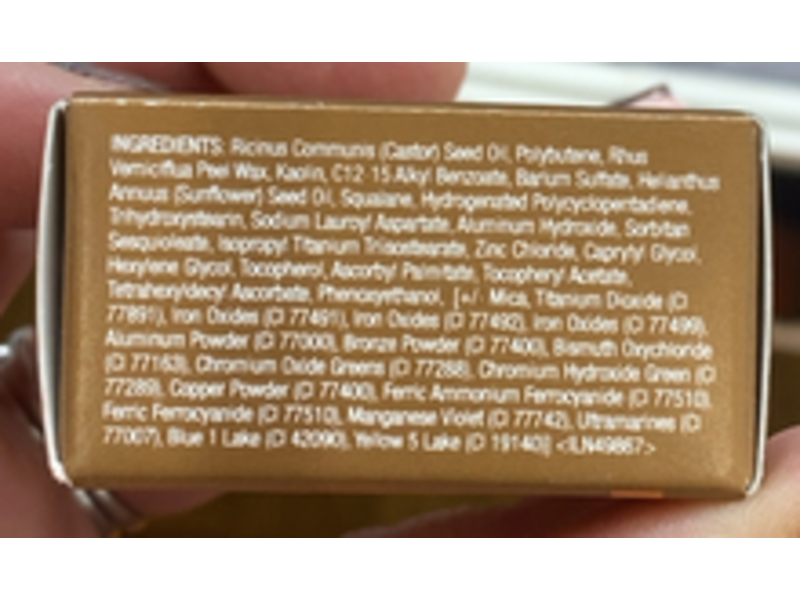 INGREDIENTS: Ricinus Communis (Castor) Seed Oil, Polybutene, Rhus
Verniciflua Peel Wax, Kaolin, C12-15 Alkyl Benzoate, Barium Sulfate, Helianthus
Annuus (Sunflower) Seed Oil, Squalane, Hydrogenated Polycyclopentadiene,
Trihydroxystearin, Sodium Lauroyl Aspartate, Aluminum Hydroxide, Sorbitan
Sesquioleate, Isopropyl Titanium Triisostearate, Zinc Chloride, Caprylyl Glycol,
Hexylene Glycol, Tocopherol, Ascorbyl Palmitate, Tocopheryl Acetate,
Tetrahexyldecyl Ascorbate, Phenoxyethanol, [+/- Mica, Titanium Dioxide (CI
77891), Iron Oxides (CI 77491), Iron Oxides (CI 77492), Iron Oxides (CI 77499),
Aluminum Powder (CI 77000), Bronze Powder (CI 77400), Bismuth Oxychloride
(CI 77163), Chromium Oxide Greens (CI 77288), Chromium Hydroxide Green (CI
77289), Copper Powder (CI 77400), Ferric Ammonium Ferrocyanide (CI 77510),
Ferric Ferrocyanide (CI 77510), Manganese Violet (CI 77742), Ultramarines (CI
77007), Blue 1 Lake (CI 42090), Yellow 5 Lake (CI 19140)] <ILN49867>